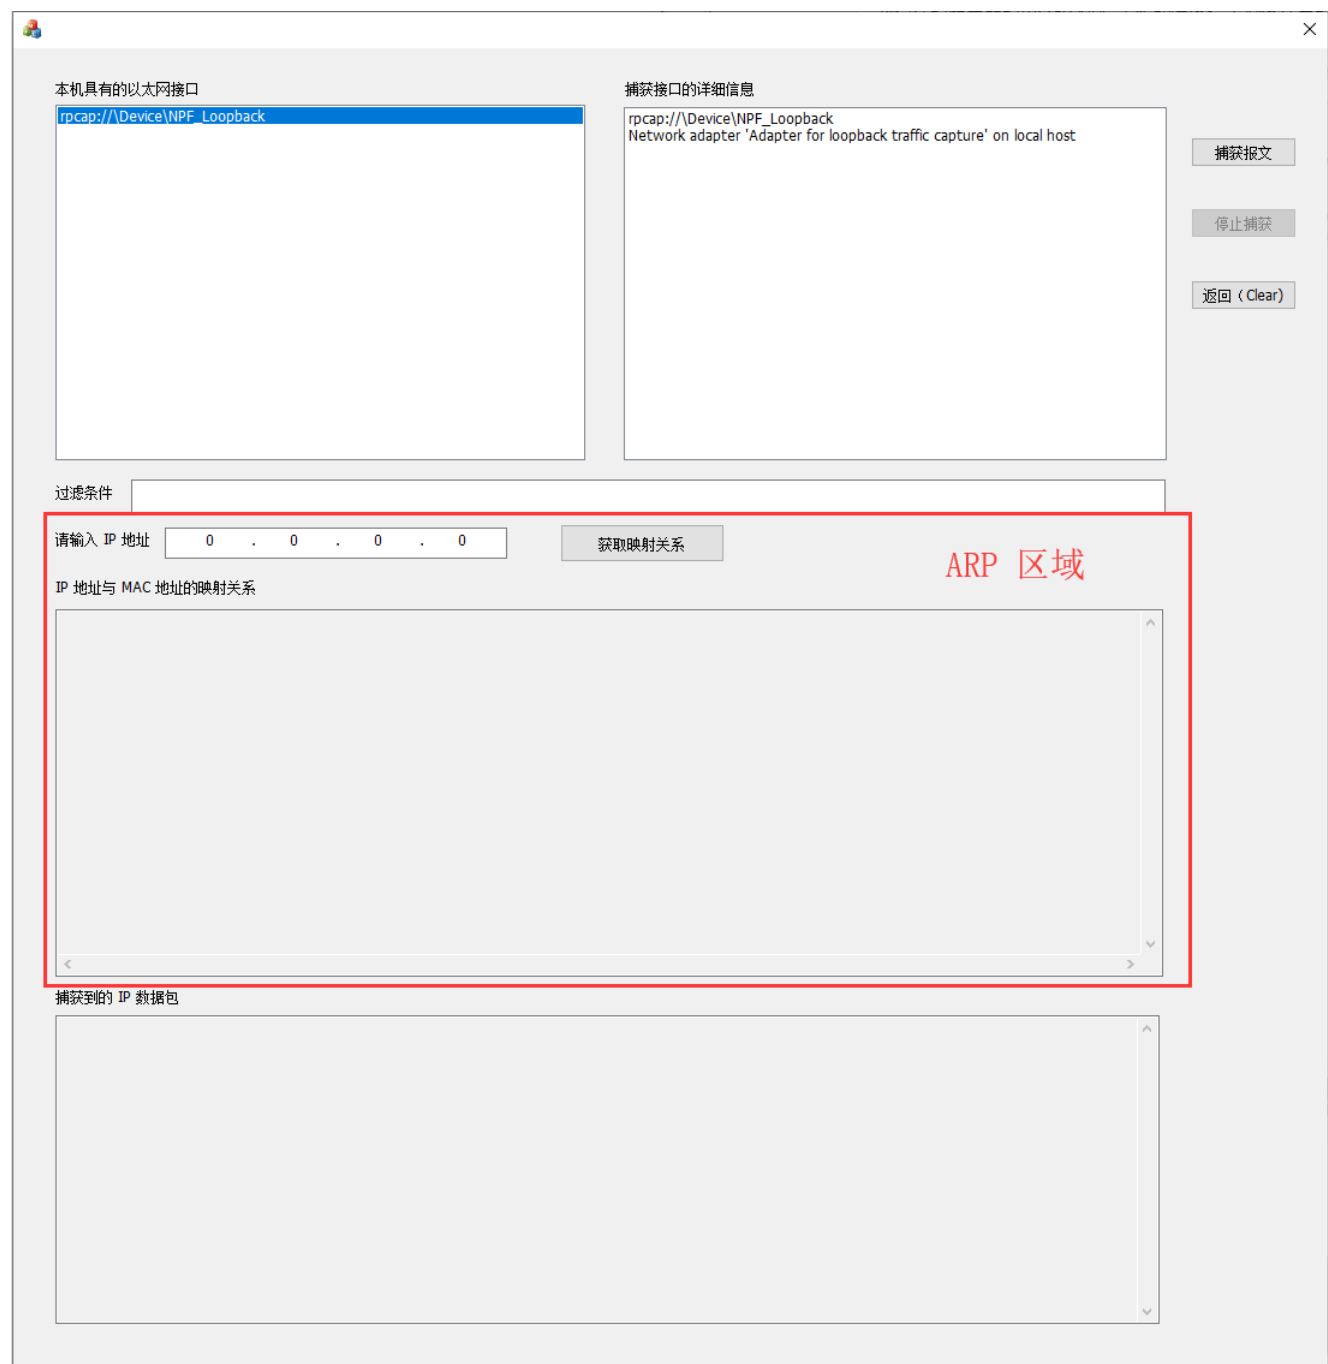 本机具有的以太网接口
rpcap://\Device\NPF_Loopback
捕获接口的详细信息
rpcap://\Device\NPF_Loopback
Network adapter 'Adapter for loopback traffic capture' on local host
捕获报文
停止捕获
返回（Clear)
过滤条件
请输入 IP 地址
0 . 0 . 0 . 0
获取映射关系
ARP 区域
IP 地址与 MAC 地址的映射关系
捕获到的 IP 数据包